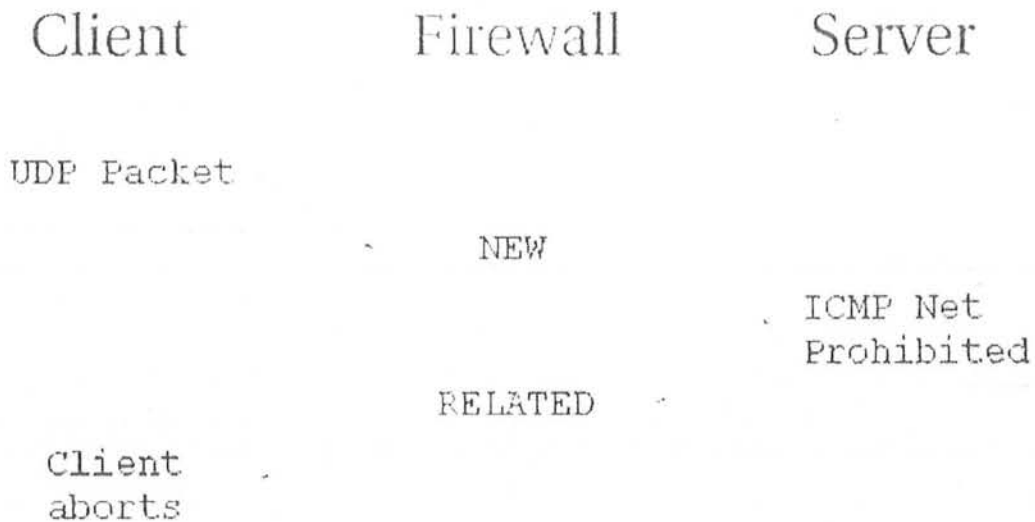 Client Firewall Server
UDP Packet
NEW
ICMP Net
Prohibited
RELATED
Client
aborts